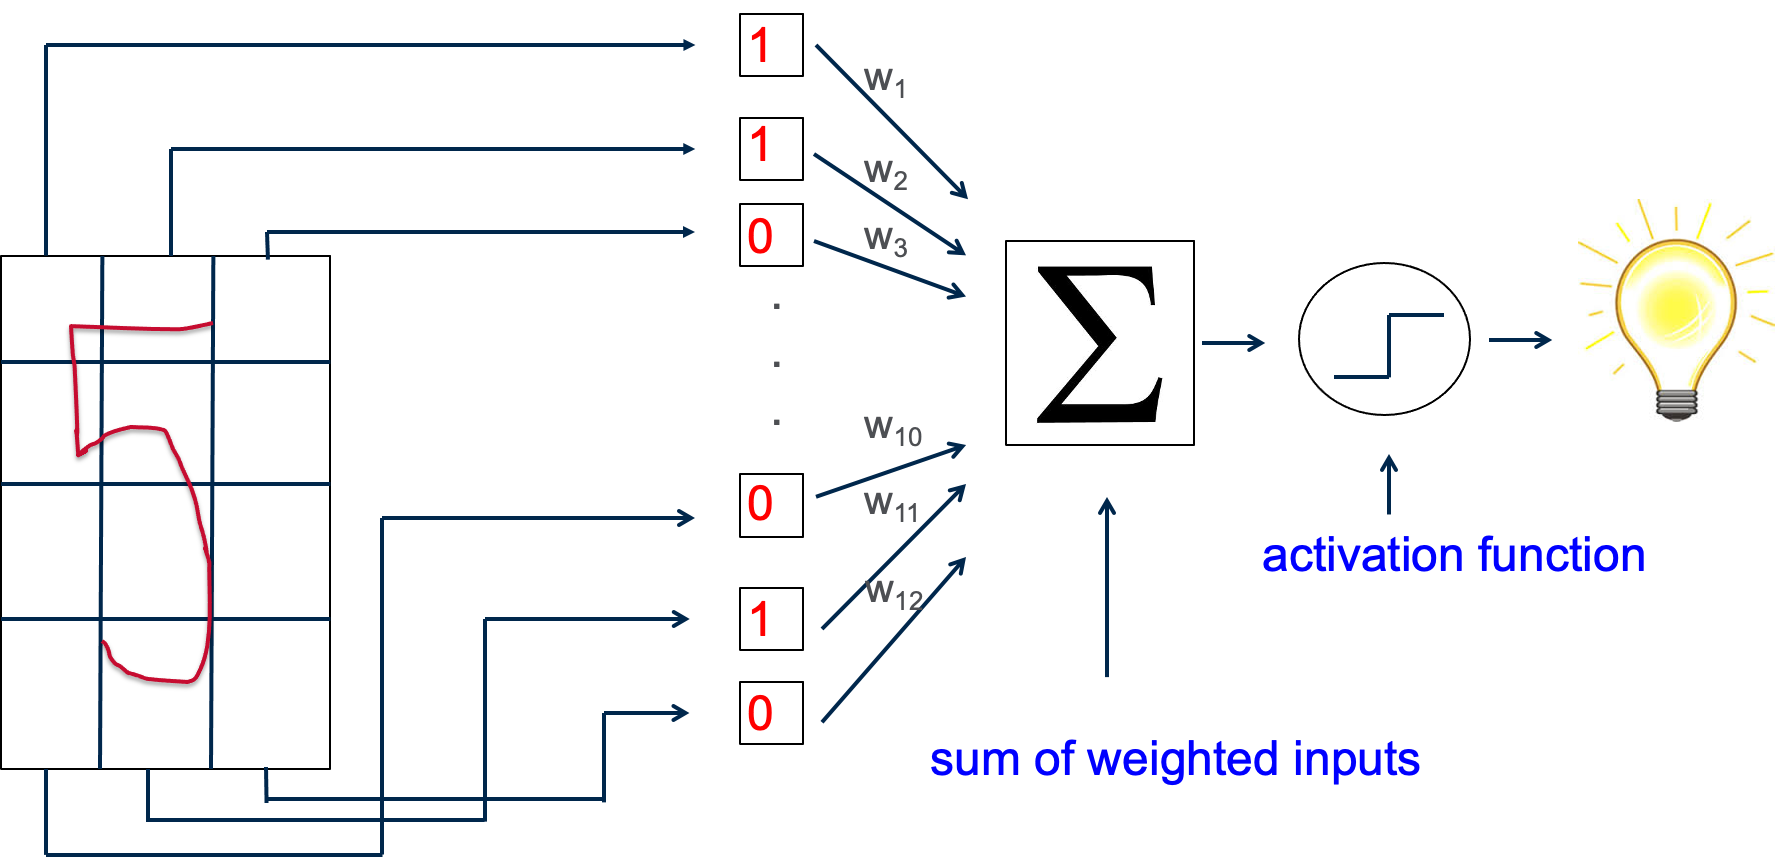 1
w₁
1
w₂
0
w₃
.
.
.
Σ
w₁₀
0
w₁₁
1
w₁₂
0
activation function
sum of weighted inputs